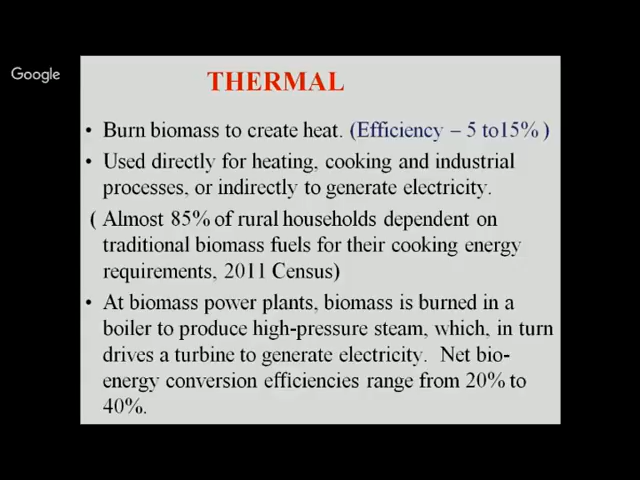 Google
THERMAL
• Burn biomass to create heat. (Efficiency – 5 to15% )
• Used directly for heating, cooking and industrial
processes, or indirectly to generate electricity.
( Almost 85% of rural households dependent on
traditional biomass fuels for their cooking energy
requirements, 2011 Census)
• At biomass power plants, biomass is burned in a
boiler to produce high-pressure steam, which, in turn
drives a turbine to generate electricity. Net bio-
energy conversion efficiencies range from 20% to
40%.